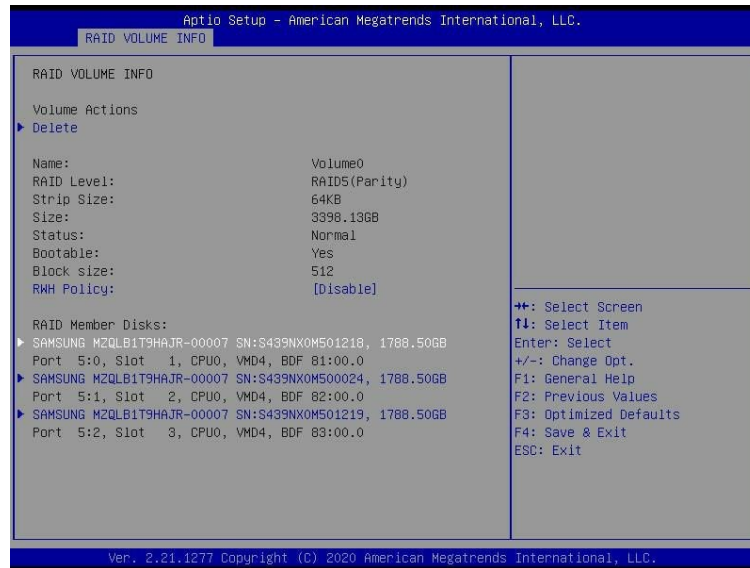 Aptio Setup – American Megatrends International, LLC.
RAID VOLUME INFO
RAID VOLUME INFO
Volume Actions
Delete
Name: Volume0
RAID Level: RAID5(Parity)
Strip Size: 64KB
Size: 3398.13GB
Status: Normal
Bootable: Yes
Block size: 512
RWH Policy: [Disable]
RAID Member Disks:
SAMSUNG MZQLB1T9HAJR-00007 SN:S439NX0M501218, 1788.50GB
Port 5:0, Slot 1, CPU0, VMD4, BDF 81:00.0
SAMSUNG MZQLB1T9HAJR-00007 SN:S439NX0M500024, 1788.50GB
Port 5:1, Slot 2, CPU0, VMD4, BDF 82:00.0
SAMSUNG MZQLB1T9HAJR-00007 SN:S439NX0M501219, 1788.50GB
Port 5:2, Slot 3, CPU0, VMD4, BDF 83:00.0
→←: Select Screen
↑↓: Select Item
Enter: Select
+/-: Change Opt.
F1: General Help
F2: Previous Values
F3: Optimized Defaults
F4: Save & Exit
ESC: Exit
Ver. 2.21.1277 Copyright (C) 2020 American Megatrends International, LLC.